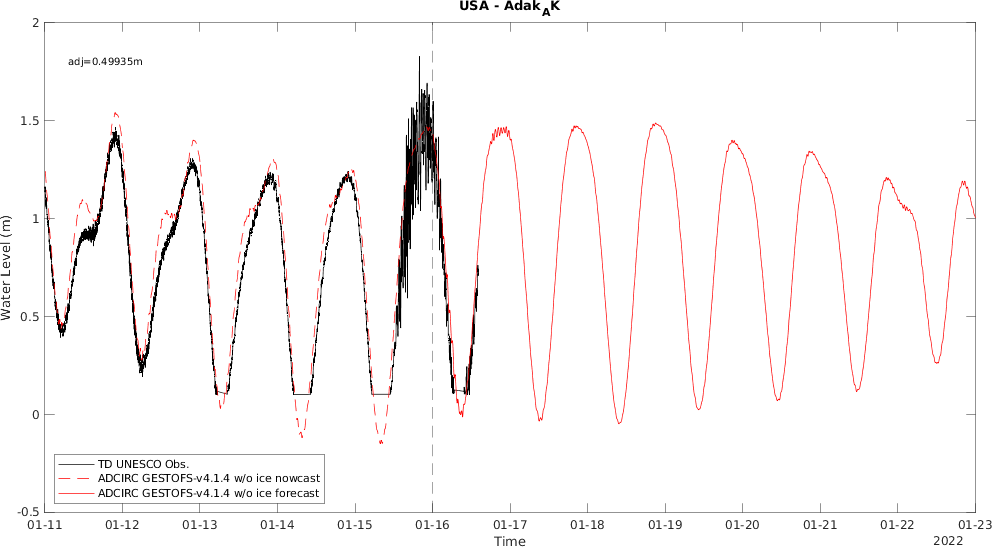 USA - Adak AK
2
1.5
1
0.5
0
-0.5
adj=0.49935m
Water Level (m)
TD UNESCO Obs.
ADCIRC GESTOFS-v4.1.4 w/o ice nowcast
ADCIRC GESTOFS-v4.1.4 w/o ice forecast
01-11 01-12 01-13 01-14 01-15 01-16 01-17 01-18 01-19 01-20 01-21 01-22 01-23
Time
2022